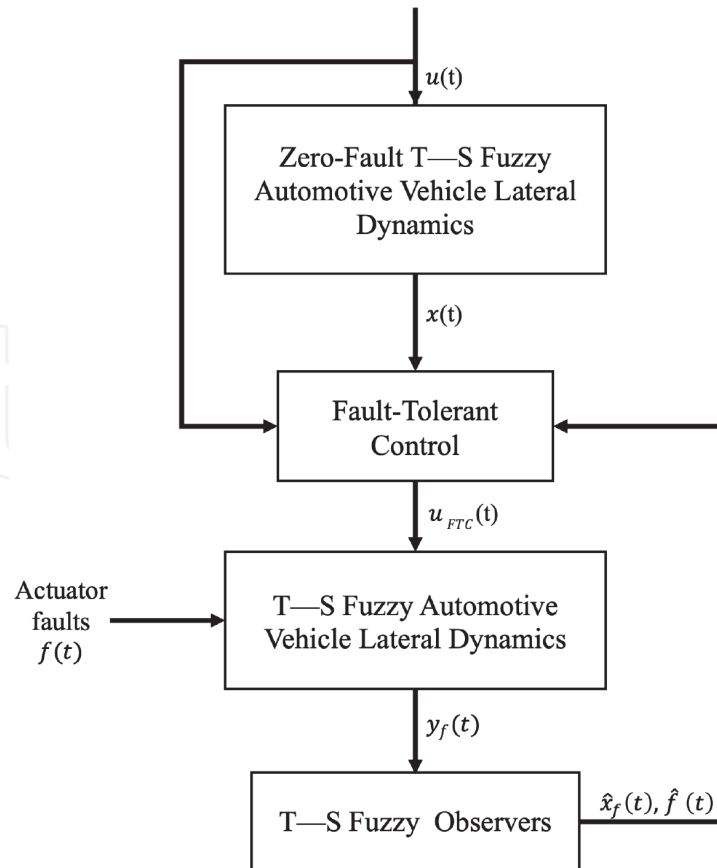 u(t)
Zero-Fault T—S Fuzzy
Automotive Vehicle Lateral
Dynamics
x(t)
Fault-Tolerant
Control
u FTC(t)
Actuator
faults
f(t)
T—S Fuzzy Automotive
Vehicle Lateral Dynamics
y_f(t)
T—S Fuzzy Observers
x̂_f(t), f̂ (t)